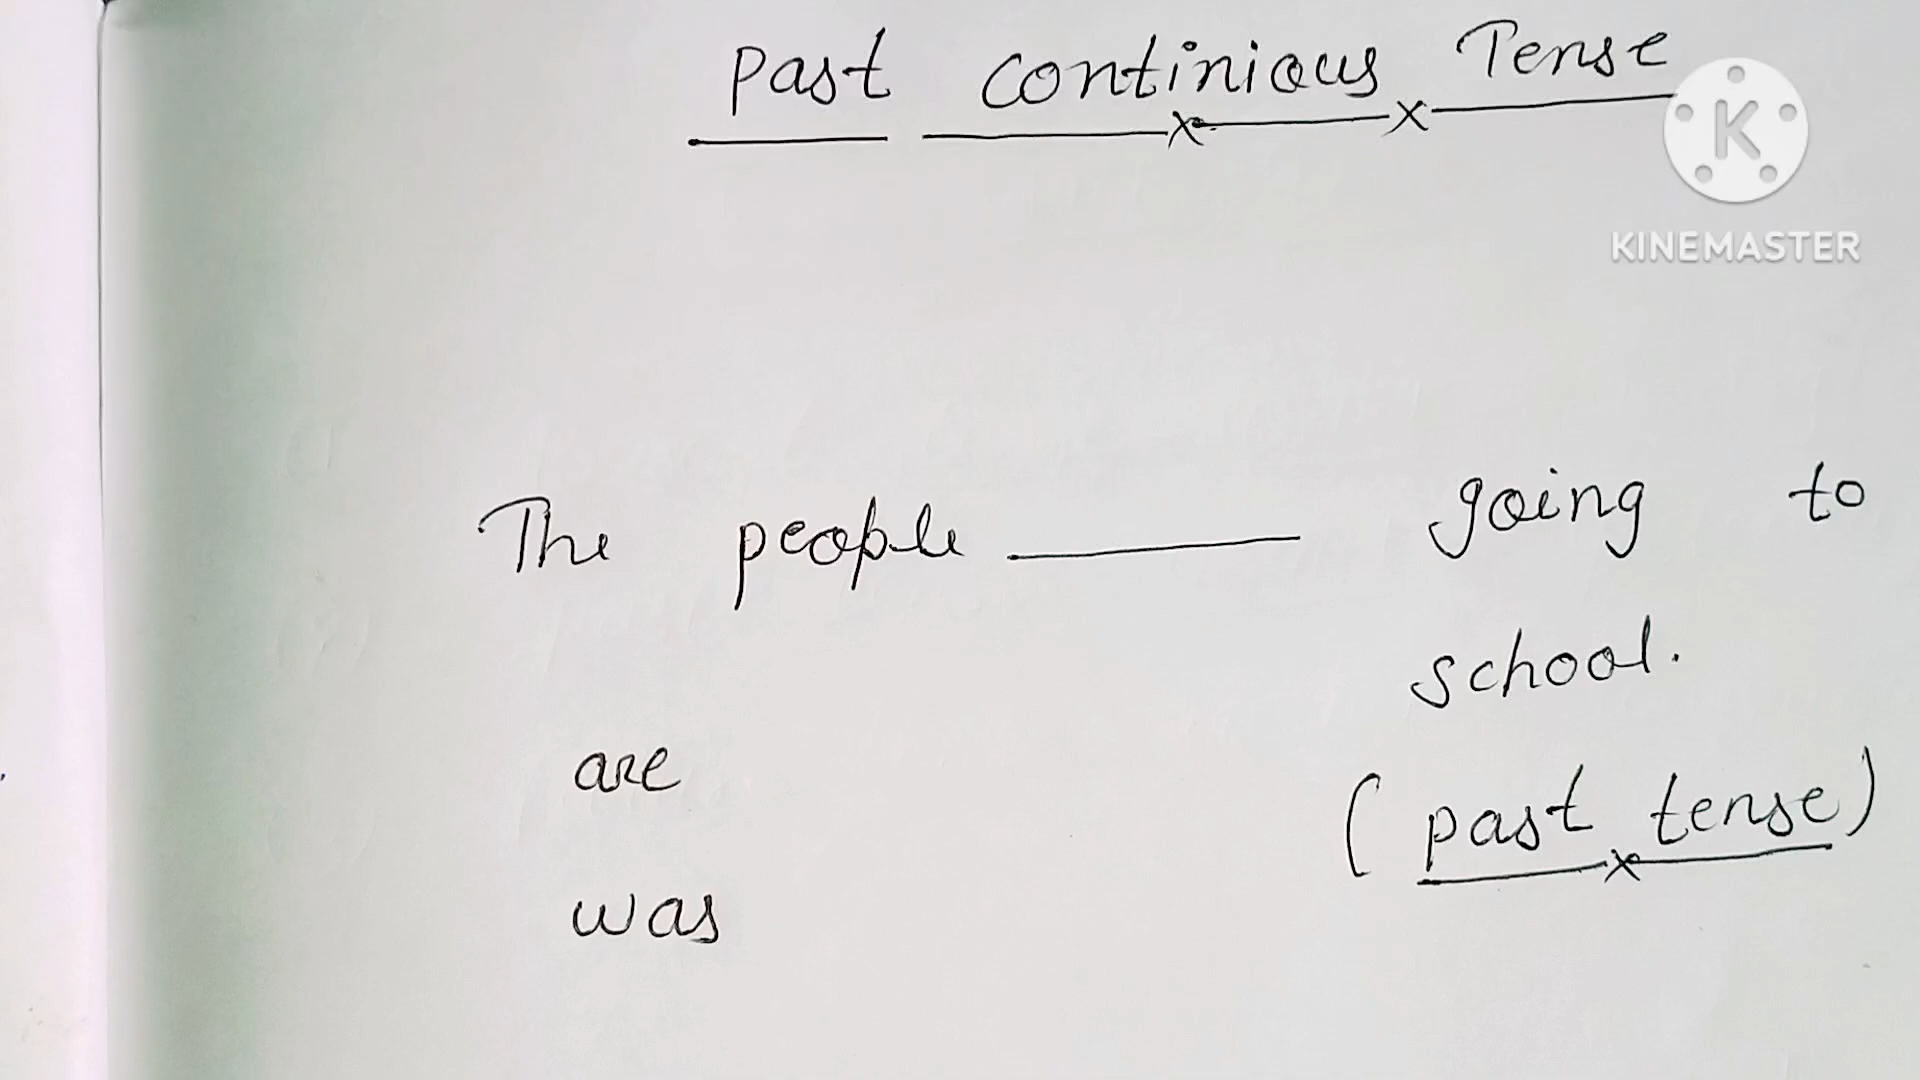 Past continious Tense
K
KINEMASTER
The people ______ going to
school.
are
(past tense)
was